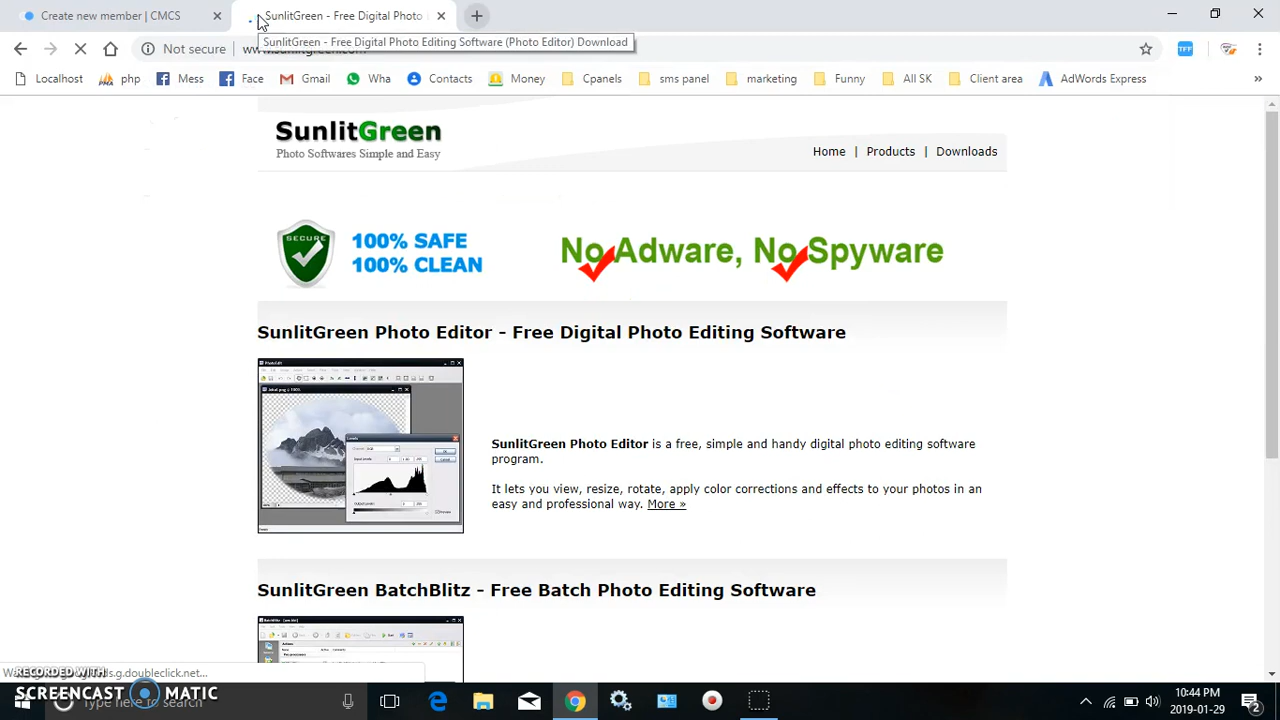 Create new member | CMCS
SunlitGreen - Free Digital Photo
Not secure
SunlitGreen - Free Digital Photo Editing Software (Photo Editor) Download
Localhost
php
Mess
Face
Gmail
Wha
Contacts
Money
Cpanels
sms panel
marketing
Funny
All SK
Client area
AdWords Express
SunlitGreen
Photo Softwares Simple and Easy
Home | Products | Downloads
SECURE
100% SAFE
100% CLEAN
No Adware, No Spyware
SunlitGreen Photo Editor - Free Digital Photo Editing Software
SunlitGreen Photo Editor is a free, simple and handy digital photo editing software
program.
It lets you view, resize, rotate, apply color corrections and effects to your photos in an
easy and professional way. More »
SunlitGreen BatchBlitz - Free Batch Photo Editing Software
RECORDED WITH
SCREENCAST MATIC
Type here to search
10:44 PM
2019-01-29
2